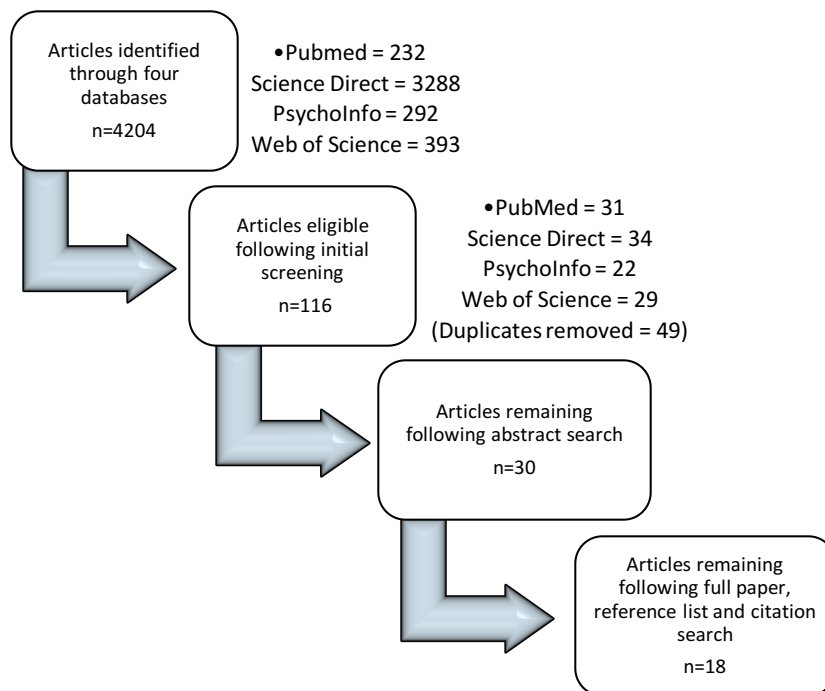 Articles identified
through four
databases
n=4204
•Pubmed = 232
Science Direct = 3288
PsychoInfo = 292
Web of Science = 393
Articles eligible
following initial
screening
n=116
•PubMed = 31
Science Direct = 34
PsychoInfo = 22
Web of Science = 29
(Duplicates removed = 49)
Articles remaining
following abstract search
n=30
Articles remaining
following full paper,
reference list and citation
search
n=18